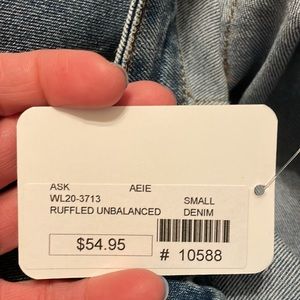 ASK AEIE
WL20-3713 SMALL
RUFFLED UNBALANCED DENIM
$54.95
# 10588